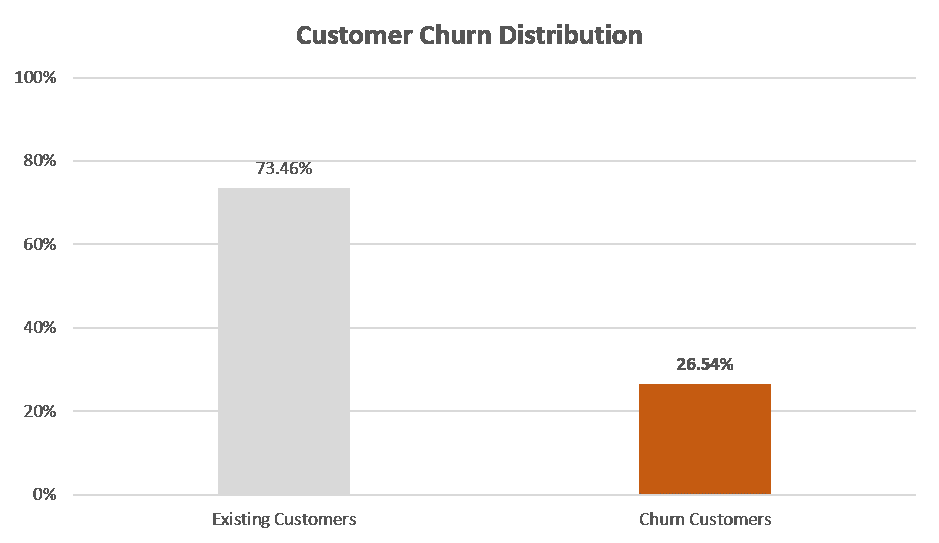 Customer Churn Distribution
100%
80%
73.46%
60%
40%
26.54%
20%
0%
Existing Customers
Churn Customers